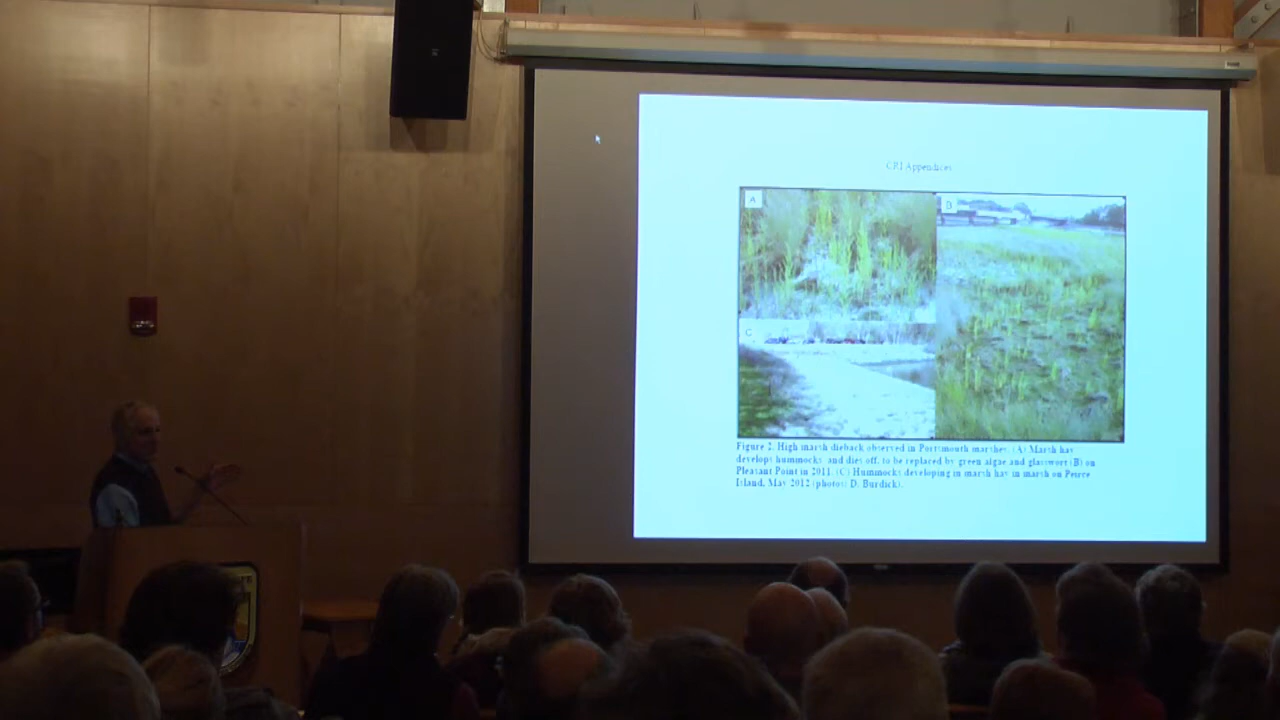 CRI Appendices
A
B
C
Figure 2. High marsh dieback observed in Portsmouth marshes. (A) Marsh hay
develops hummocks and dies off, to be replaced by green algae and glasswort (B) on
Pleasant Point in 2011. (C) Hummocks developing in marsh hay in marsh on Peirce
Island, May 2012 (photos: D. Burdick).